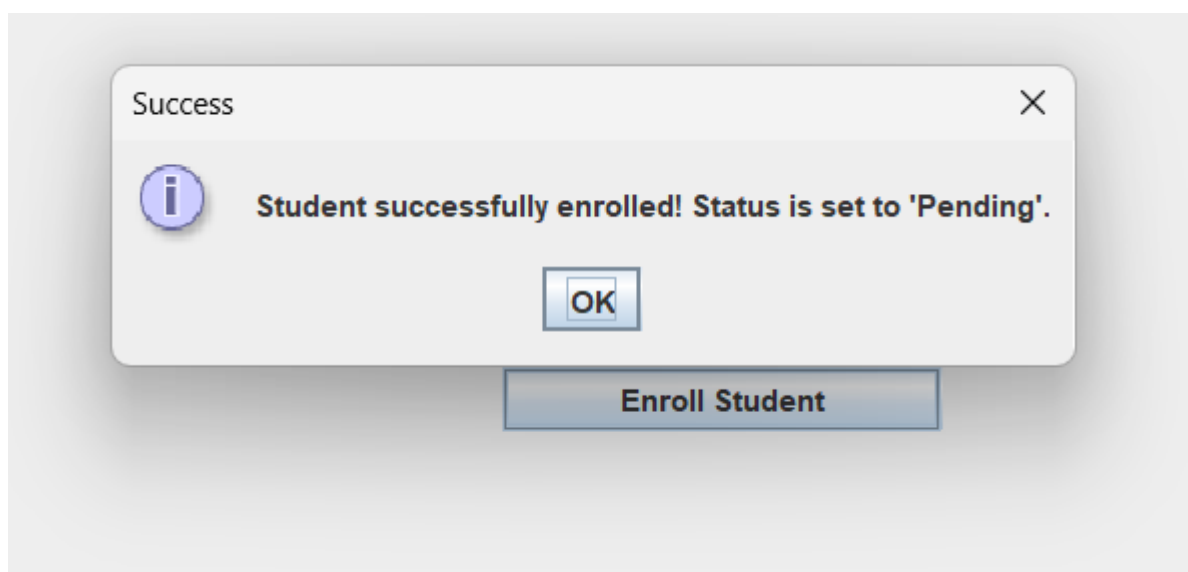 Success
Student successfully enrolled! Status is set to 'Pending'.
OK
Enroll Student